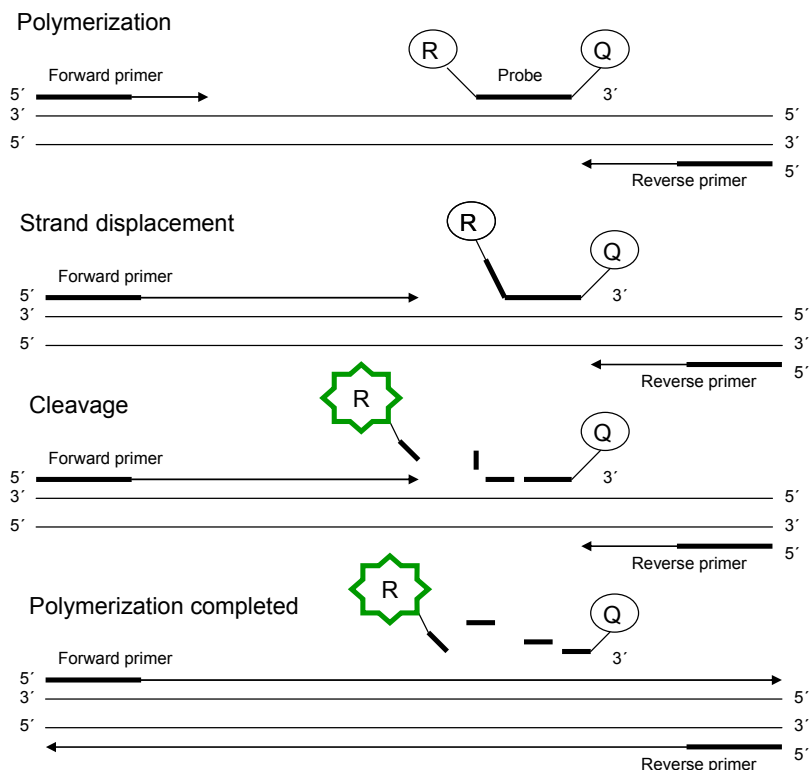 Polymerization
R Q
Forward primer Probe
5´ 3´
3´ 5´
5´ 3´
5´
Reverse primer
Strand displacement
R
Q
Forward primer
5´ 3´
3´ 5´
5´ 3´
5´
Reverse primer
R
Cleavage
Q
Forward primer
5´ 3´
3´ 5´
5´ 3´
5´
Reverse primer
R
Polymerization completed
Q
Forward primer 3´
5´
3´ 5´
5´ 3´
5´
Reverse primer